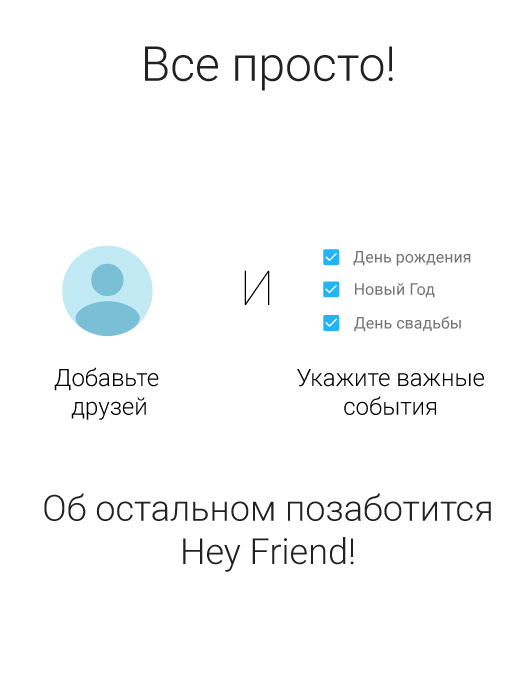 Все просто!
И
День рождения
Новый Год
День свадьбы
Добавьте
друзей
Укажите важные
события
Об остальном позаботится
Hey Friend!